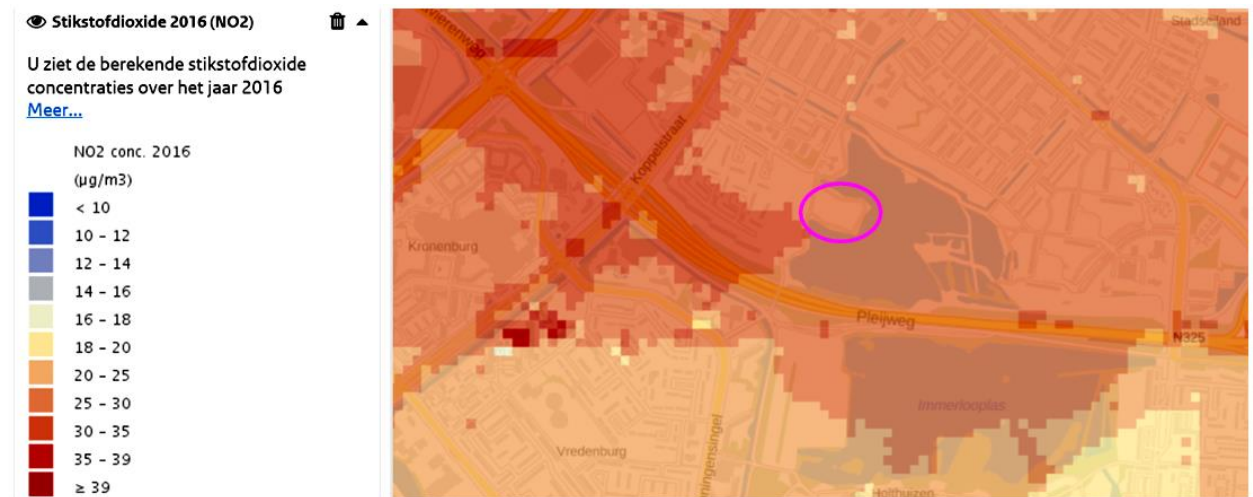 Stikstofdioxide 2016 (NO2)
U ziet de berekende stikstofdioxide
concentraties over het jaar 2016
Meer...
NO2 conc. 2016
(µg/m3)
< 10
10 - 12
12 - 14
14 - 16
16 - 18
18 - 20
20 - 25
25 - 30
30 - 35
35 - 39
≥ 39
Koppelstraat
Kronenburg
Pleijweg
N325
Immerlooplas
Vredenburg
Holthuizen